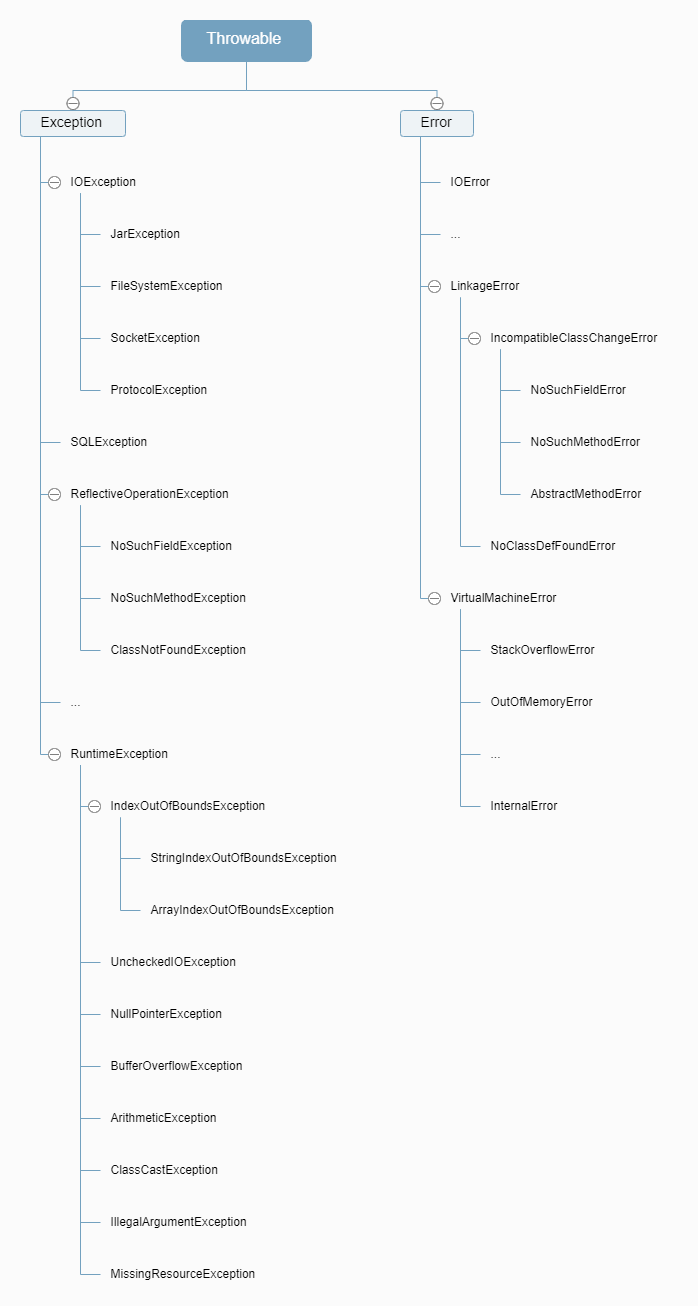 Throwable
Exception
IOException
JarException
FileSystemException
SocketException
ProtocolException
SQLException
ReflectiveOperationException
NoSuchFieldException
NoSuchMethodException
ClassNotFoundException
...
RuntimeException
IndexOutOfBoundsException
StringIndexOutOfBoundsException
ArrayIndexOutOfBoundsException
UncheckedIOException
NullPointerException
BufferOverflowException
ArithmeticException
ClassCastException
IllegalArgumentException
MissingResourceException
Error
IOError
...
LinkageError
IncompatibleClassChangeError
NoSuchFieldError
NoSuchMethodError
AbstractMethodError
NoClassDefFoundError
VirtualMachineError
StackOverflowError
OutOfMemoryError
...
InternalError